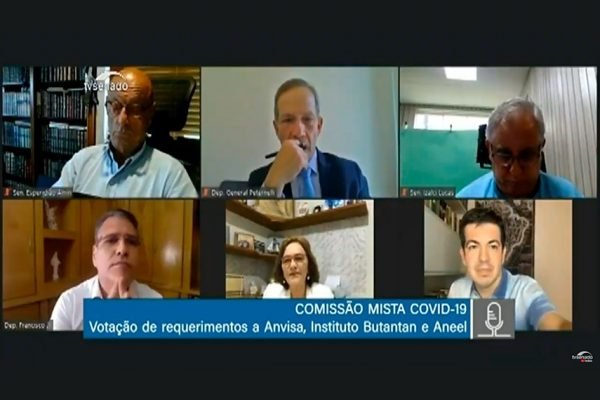 tvsenado
Sen. Esperidião Amin
Dep. General Peternelli
Sen. Izalci Lucas
Dep. Francisco
COMISSÃO MISTA COVID-19
Votação de requerimentos a Anvisa, Instituto Butantan e Aneel
tvsenado